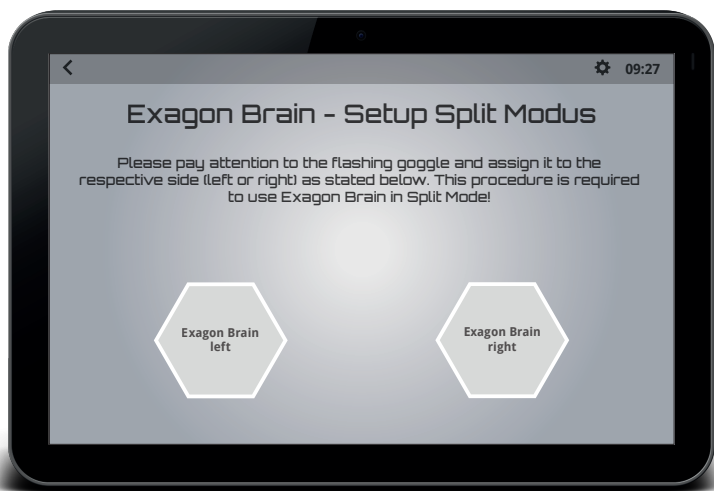 09:27
Exagon Brain - Setup Split Modus
Please pay attention to the flashing goggle and assign it to the
respective side (left or right) as stated below. This procedure is required
to use Exagon Brain in Split Mode!
Exagon Brain
left
Exagon Brain
right